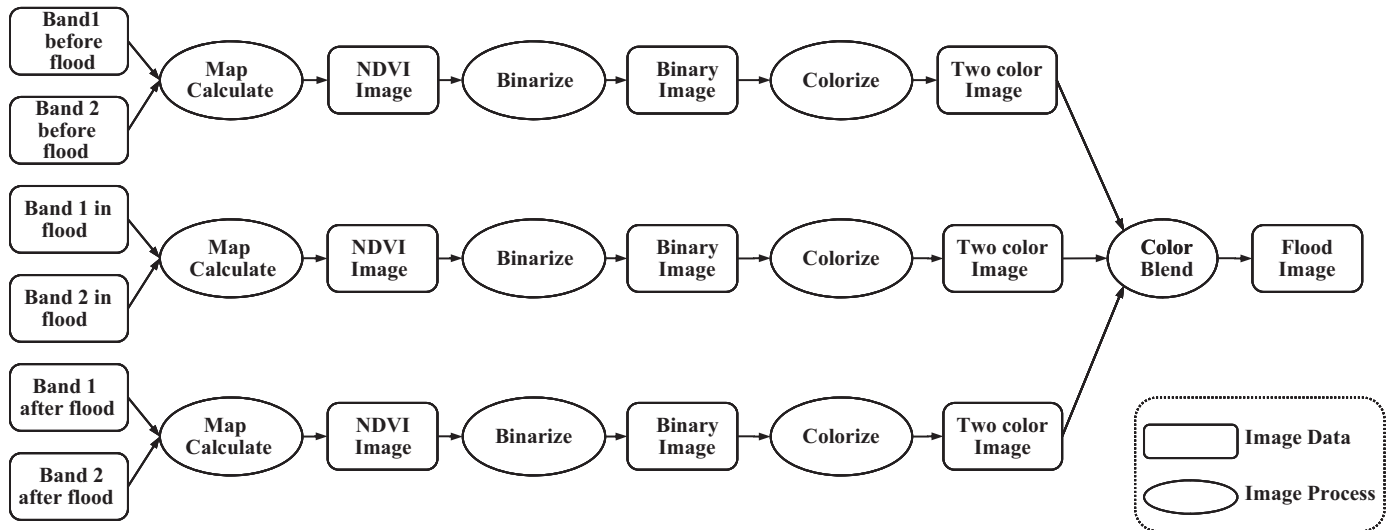 Band1
before
flood
Band 2
before
flood
Map
Calculate
NDVI
Image
Binarize
Binary
Image
Colorize
Two color
Image
Band 1 in
flood
Band 2 in
flood
Map
Calculate
NDVI
Image
Binarize
Binary
Image
Colorize
Two color
Image
Color
Blend
Flood
Image
Band 1
after flood
Band 2
after flood
Map
Calculate
NDVI
Image
Binarize
Binary
Image
Colorize
Two color
Image
Image Data
Image Process